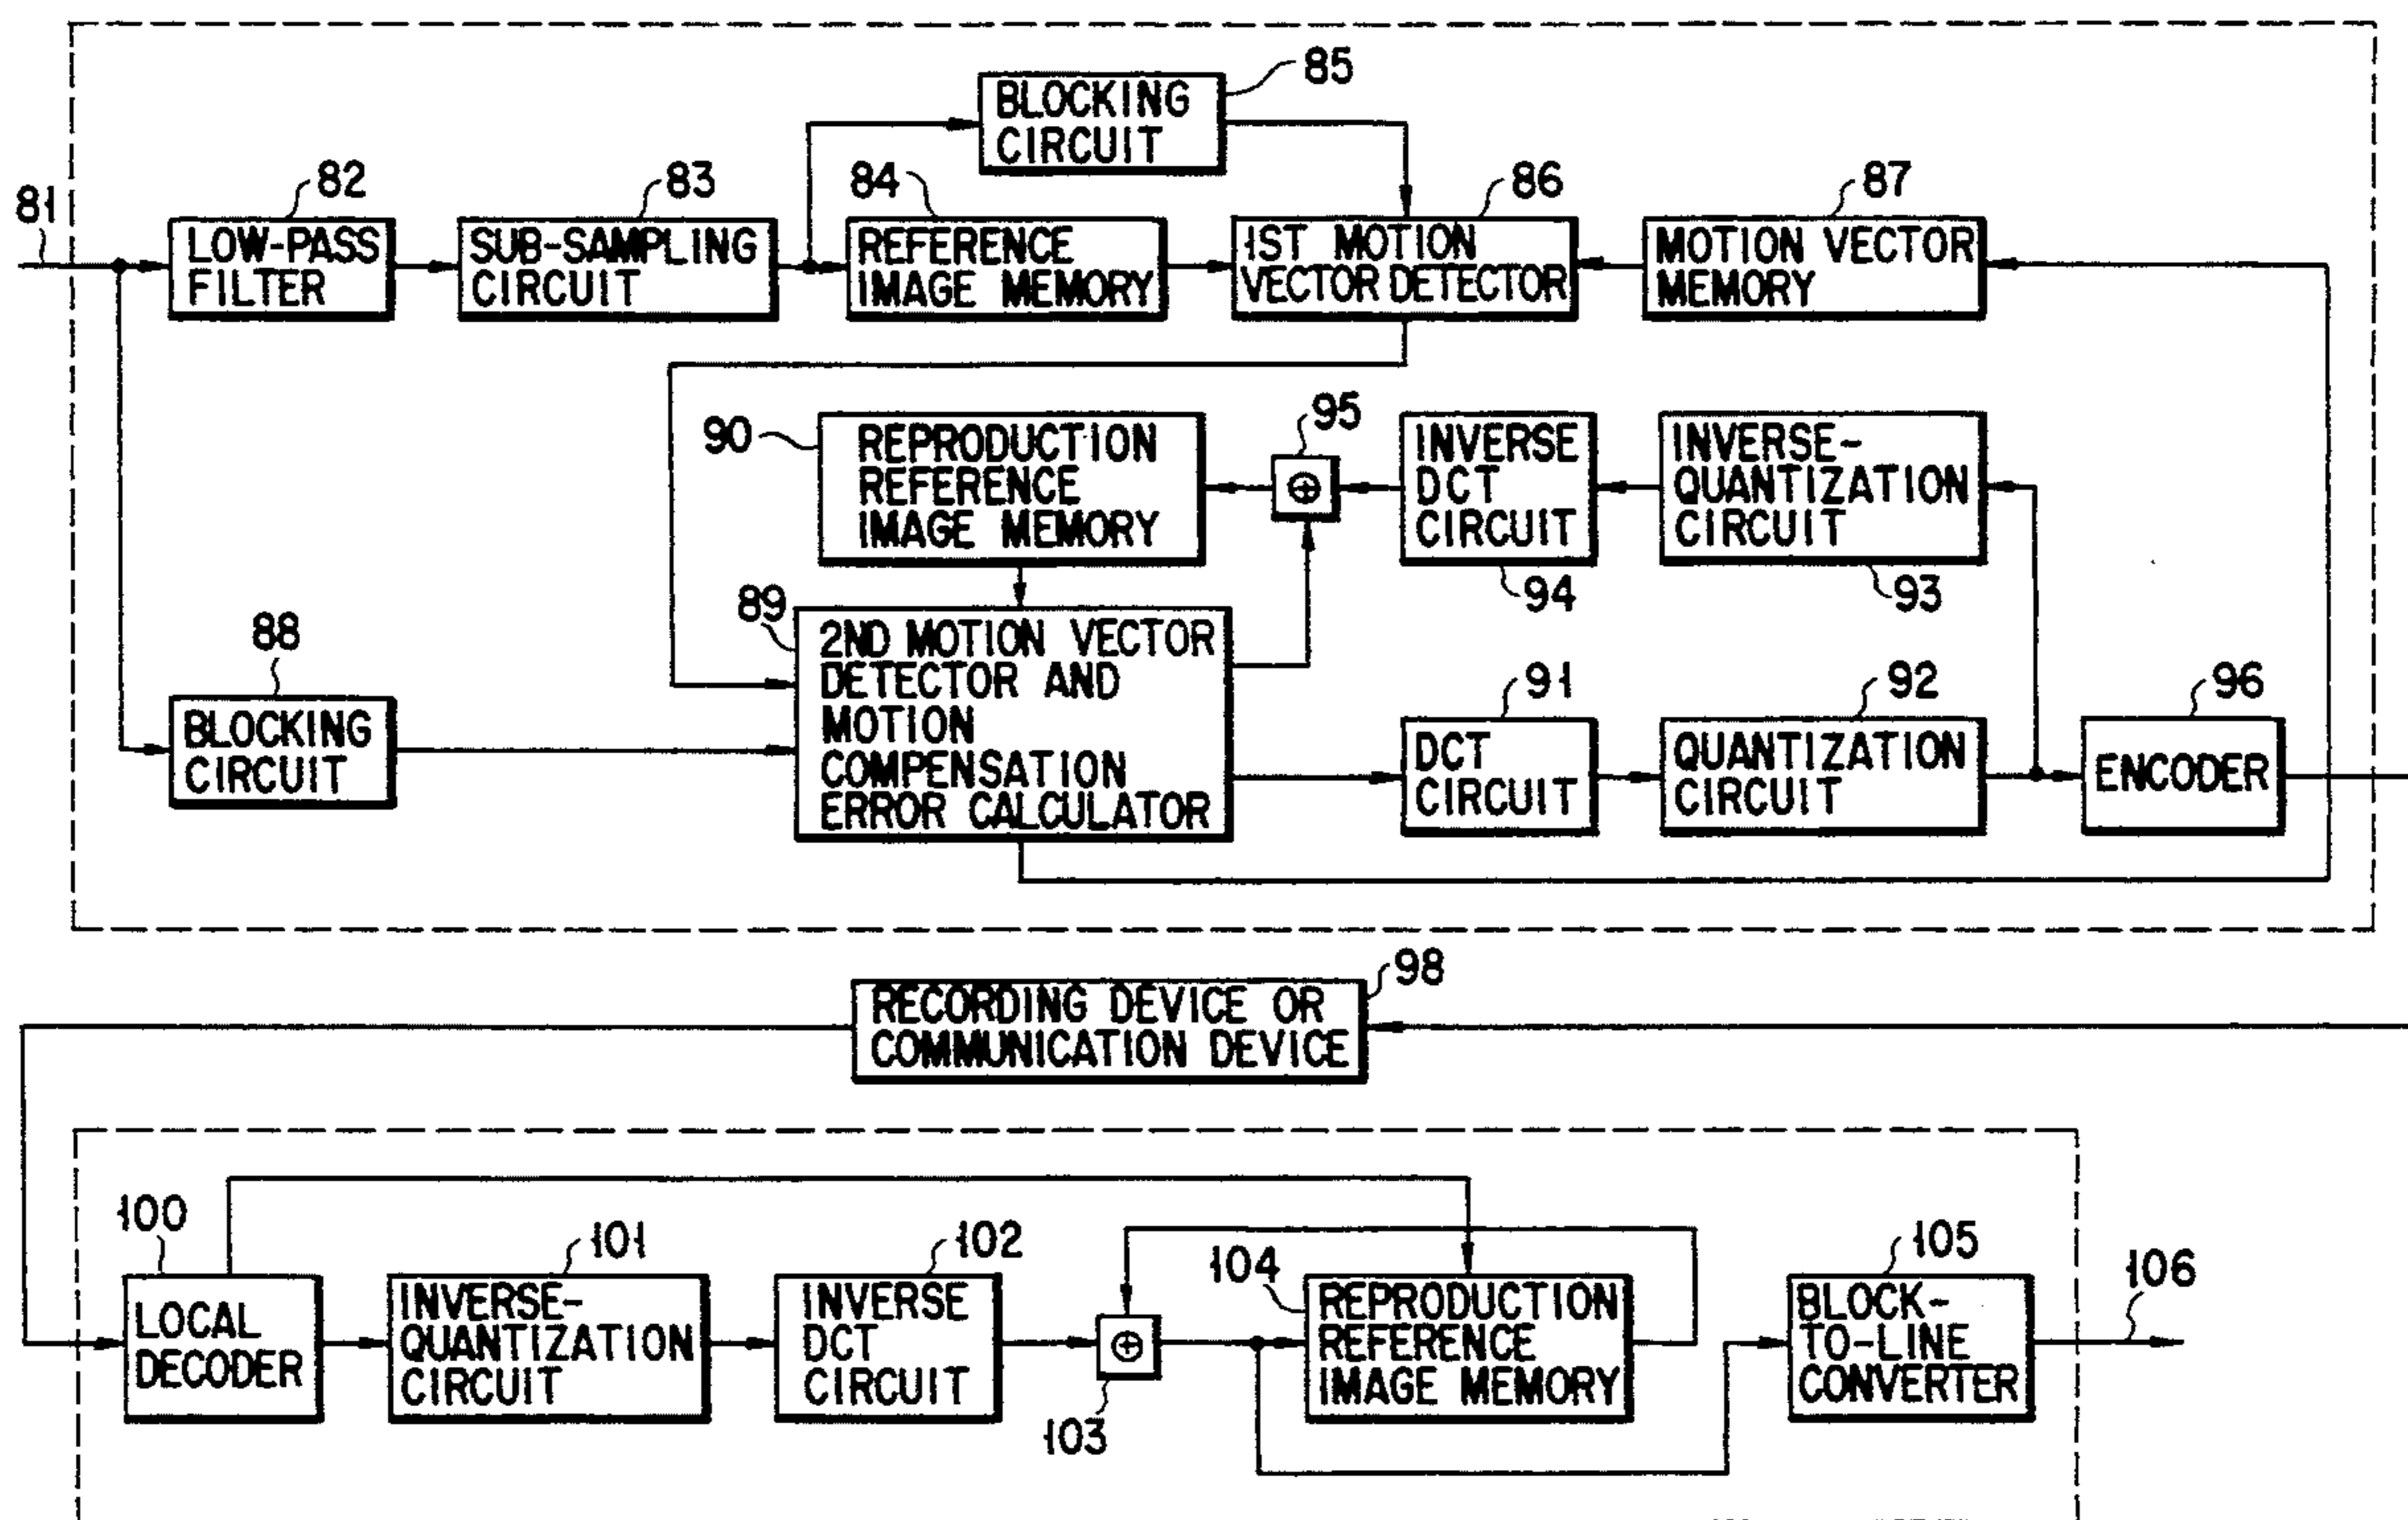 85
BLOCKING
CIRCUIT
81
82
LOW-PASS
FILTER
83
SUB-SAMPLING
CIRCUIT
84
REFERENCE
IMAGE MEMORY
86
1ST MOTION
VECTOR DETECTOR
87
MOTION VECTOR
MEMORY
90
REPRODUCTION
REFERENCE
IMAGE MEMORY
95
⊕
INVERSE
DCT
CIRCUIT
94
INVERSE-
QUANTIZATION
CIRCUIT
93
88
BLOCKING
CIRCUIT
89
2ND MOTION VECTOR
DETECTOR AND
MOTION
COMPENSATION
ERROR CALCULATOR
91
DCT
CIRCUIT
92
QUANTIZATION
CIRCUIT
96
ENCODER
98
RECORDING DEVICE OR
COMMUNICATION DEVICE
100
LOCAL
DECODER
101
INVERSE-
QUANTIZATION
CIRCUIT
102
INVERSE
DCT
CIRCUIT
⊕
103
104
REPRODUCTION
REFERENCE
IMAGE MEMORY
105
BLOCK-
TO-LINE
CONVERTER
106